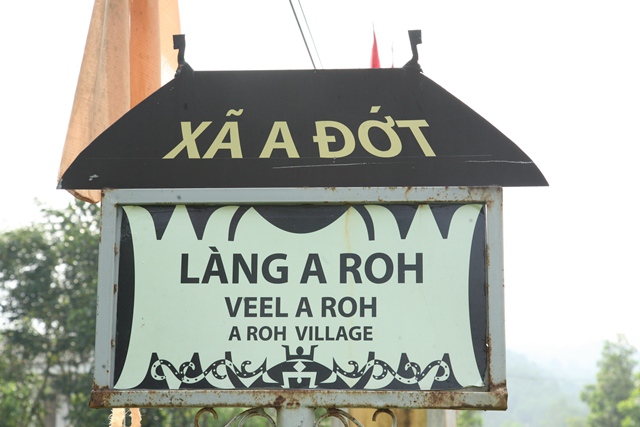 XÃ A ĐỚT
LÀNG A ROH
VEEL A ROH
A ROH VILLAGE